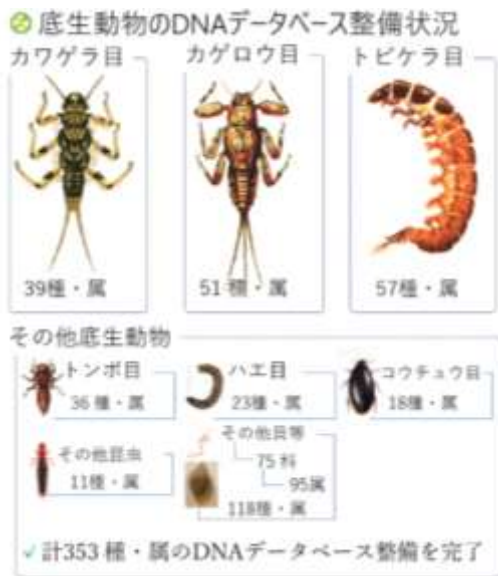 底生動物のDNAデータベース整備状況
カワゲラ目
カゲロウ目
トビケラ目
39種・属
51種・属
57種・属
その他底生動物
トンボ目
36種・属
ハエ目
23種・属
コウチュウ目
18種・属
その他昆虫
11種・属
その他貝等
75科
95属
118種・属
✓計353種・属のDNAデータベース整備を完了